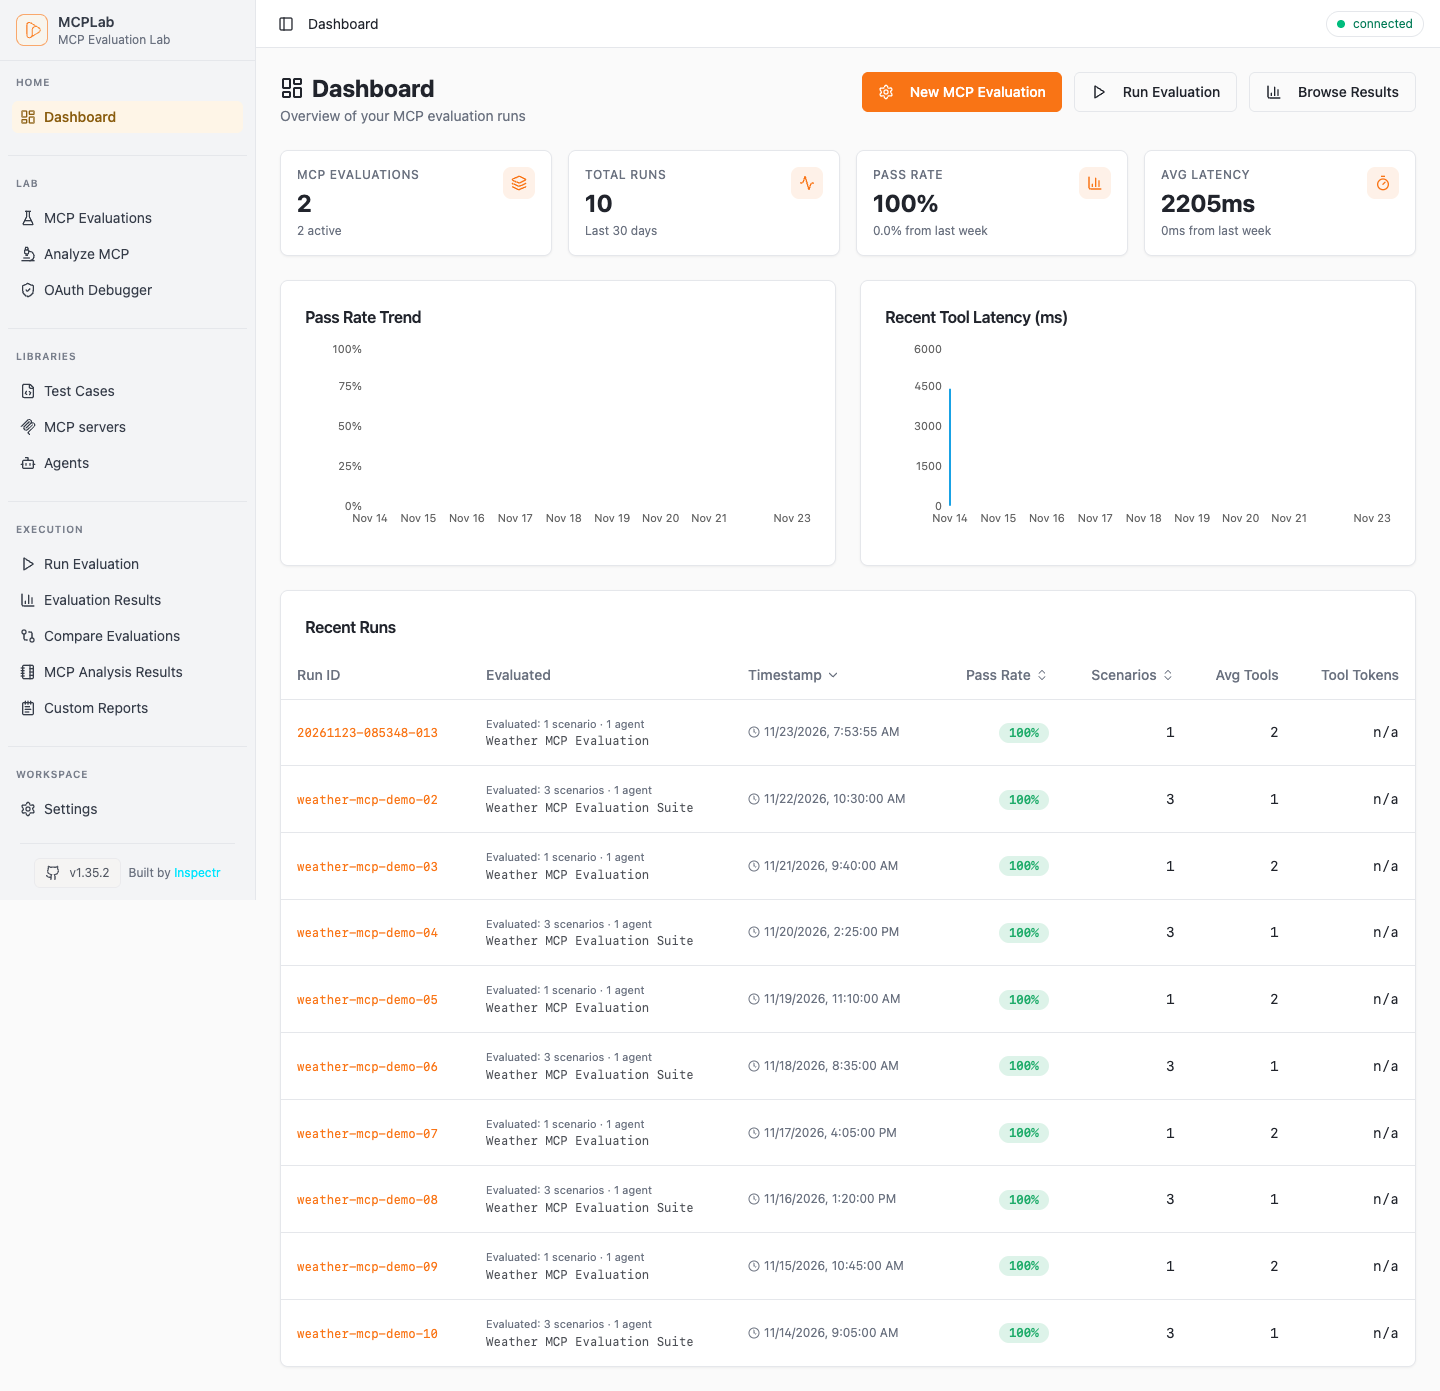 MCPLab
MCP Evaluation Lab
HOME
Dashboard
LAB
MCP Evaluations
Analyze MCP
OAuth Debugger
LIBRARIES
Test Cases
MCP servers
Agents
EXECUTION
Run Evaluation
Evaluation Results
Compare Evaluations
MCP Analysis Results
Custom Reports
WORKSPACE
Settings
v1.35.2 Built by Inspectr
Dashboard
connected
Dashboard
Overview of your MCP evaluation runs
New MCP Evaluation
Run Evaluation
Browse Results
MCP EVALUATIONS
2
2 active
TOTAL RUNS
10
Last 30 days
PASS RATE
100%
0.0% from last week
AVG LATENCY
2205ms
0ms from last week
Pass Rate Trend
100%
75%
50%
25%
0%
Nov 14 Nov 15 Nov 16 Nov 17 Nov 18 Nov 19 Nov 20 Nov 21 Nov 23
Recent Tool Latency (ms)
6000
4500
3000
1500
0
Nov 14 Nov 15 Nov 16 Nov 17 Nov 18 Nov 19 Nov 20 Nov 21 Nov 23
Recent Runs
Run ID Evaluated Timestamp Pass Rate Scenarios Avg Tools Tool Tokens
Evaluated: 1 scenario · 1 agent
20261123-085348-013 Weather MCP Evaluation 11/23/2026, 7:53:55 AM 100% 1 2 n/a
Evaluated: 3 scenarios · 1 agent
weather-mcp-demo-02 Weather MCP Evaluation Suite 11/22/2026, 10:30:00 AM 100% 3 1 n/a
Evaluated: 1 scenario · 1 agent
weather-mcp-demo-03 Weather MCP Evaluation 11/21/2026, 9:40:00 AM 100% 1 2 n/a
Evaluated: 3 scenarios · 1 agent
weather-mcp-demo-04 Weather MCP Evaluation Suite 11/20/2026, 2:25:00 PM 100% 3 1 n/a
Evaluated: 1 scenario · 1 agent
weather-mcp-demo-05 Weather MCP Evaluation 11/19/2026, 11:10:00 AM 100% 1 2 n/a
Evaluated: 3 scenarios · 1 agent
weather-mcp-demo-06 Weather MCP Evaluation Suite 11/18/2026, 8:35:00 AM 100% 3 1 n/a
Evaluated: 1 scenario · 1 agent
weather-mcp-demo-07 Weather MCP Evaluation 11/17/2026, 4:05:00 PM 100% 1 2 n/a
Evaluated: 3 scenarios · 1 agent
weather-mcp-demo-08 Weather MCP Evaluation Suite 11/16/2026, 1:20:00 PM 100% 3 1 n/a
Evaluated: 1 scenario · 1 agent
weather-mcp-demo-09 Weather MCP Evaluation 11/15/2026, 10:45:00 AM 100% 1 2 n/a
Evaluated: 3 scenarios · 1 agent
weather-mcp-demo-10 Weather MCP Evaluation Suite 11/14/2026, 9:05:00 AM 100% 3 1 n/a